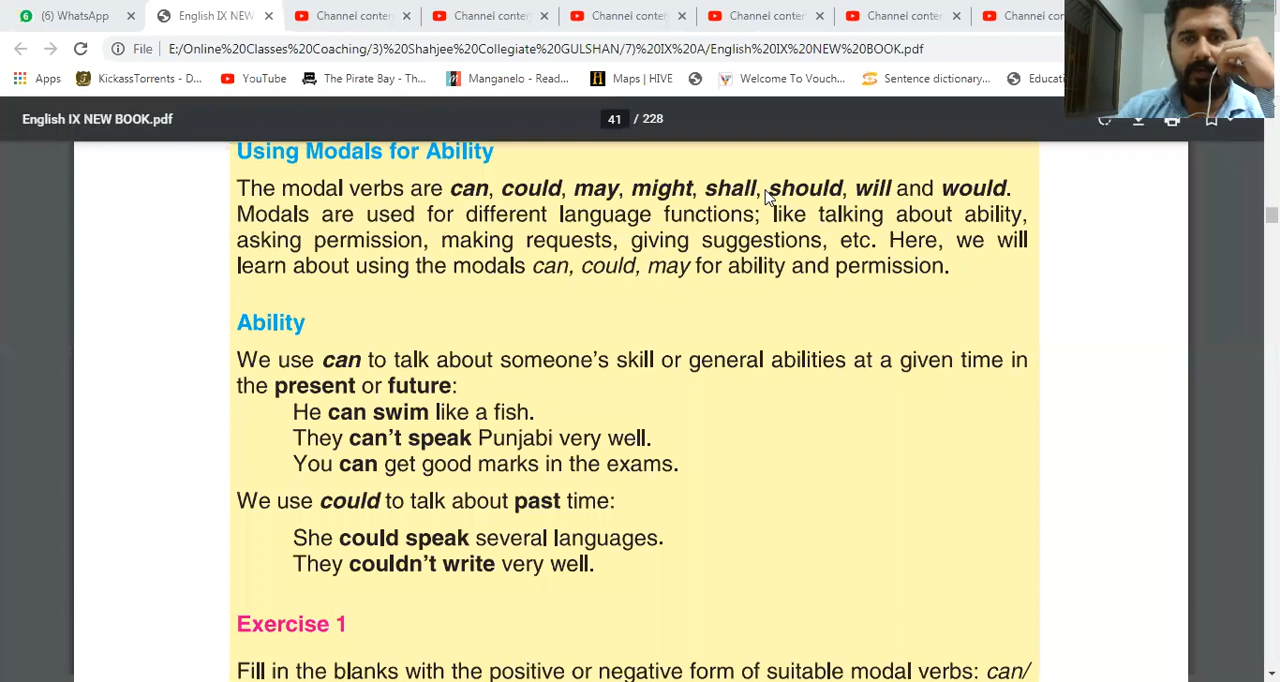 (6) WhatsApp
English IX NEW
Channel conten
Channel conten
Channel conten
Channel conten
Channel conten
Channel con
File
E:/Online%20Classes%20Coaching/3)%20Shahjee%20Collegiate%20GULSHAN/7)%20IX%20A/English%20IX%20NEW%20BOOK.pdf
Apps
KickassTorrents - D...
YouTube
The Pirate Bay - Th...
Manganelo - Read...
Maps | HIVE
Welcome To Vouch...
Sentence dictionary...
Educati
English IX NEW BOOK.pdf
41 / 228
Using Modals for Ability
The modal verbs are can, could, may, might, shall, should, will and would.
Modals are used for different language functions; like talking about ability,
asking permission, making requests, giving suggestions, etc. Here, we will
learn about using the modals can, could, may for ability and permission.
Ability
We use can to talk about someone's skill or general abilities at a given time in
the present or future:
He can swim like a fish.
They can't speak Punjabi very well.
You can get good marks in the exams.
We use could to talk about past time:
She could speak several languages.
They couldn't write very well.
Exercise 1
Fill in the blanks with the positive or negative form of suitable modal verbs: can/